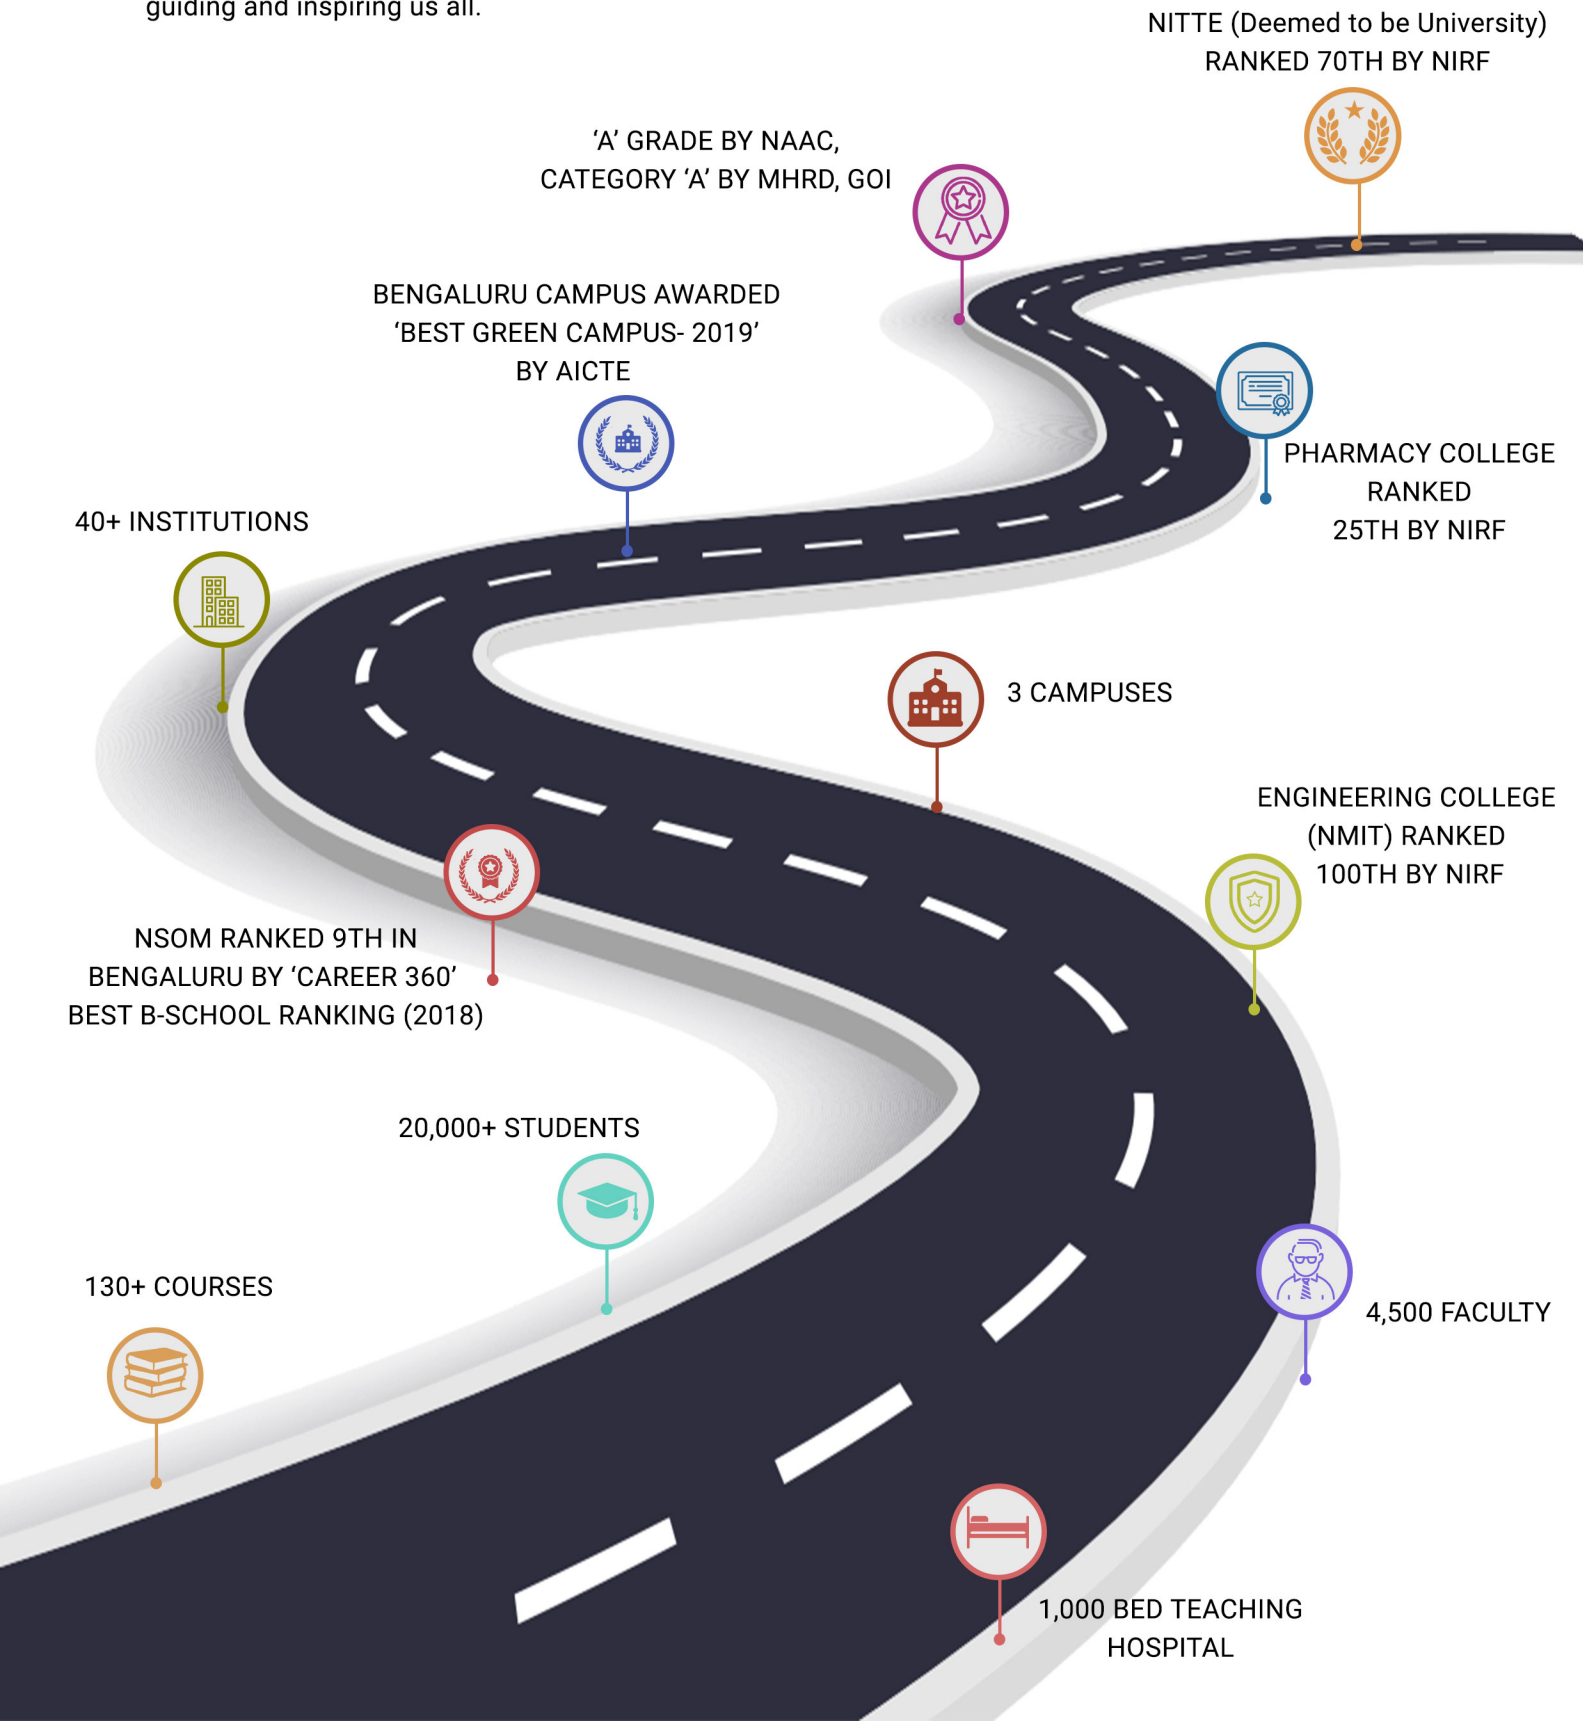 guiding and inspiring us all.
NITTE (Deemed to be University)
RANKED 70TH BY NIRF
‘A’ GRADE BY NAAC,
CATEGORY ‘A’ BY MHRD, GOI
BENGALURU CAMPUS AWARDED
‘BEST GREEN CAMPUS- 2019’
BY AICTE
PHARMACY COLLEGE
RANKED
25TH BY NIRF
40+ INSTITUTIONS
3 CAMPUSES
ENGINEERING COLLEGE
(NMIT) RANKED
100TH BY NIRF
NSOM RANKED 9TH IN
BENGALURU BY ‘CAREER 360’
BEST B-SCHOOL RANKING (2018)
20,000+ STUDENTS
130+ COURSES
4,500 FACULTY
1,000 BED TEACHING
HOSPITAL